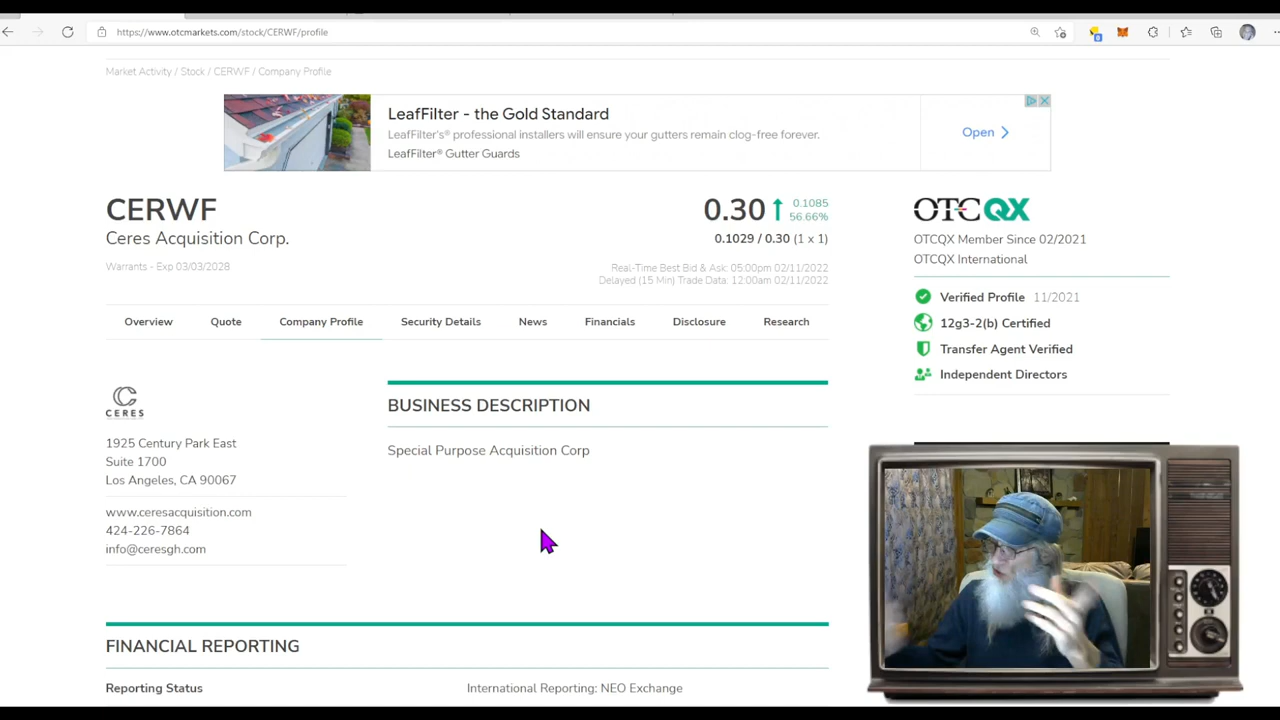 https://www.otcmarkets.com/stock/CERWF/profile
8
Market Activity / Stock / CERWF / Company Profile
LeafFilter - the Gold Standard
LeafFilter's® professional installers will ensure your gutters remain clog-free forever.
LeafFilter® Gutter Guards
Open
CERWF
0.30 0.1085
56.66%
Ceres Acquisition Corp.
0.1029 / 0.30 (1 x 1)
Warrants - Exp 03/03/2028
Real-Time Best Bid & Ask: 05:00pm 02/11/2022
Delayed (15 Min) Trade Data: 12:00am 02/11/2022
OTCQX
OTCQX Member Since 02/2021
OTCQX International
Verified Profile 11/2021
12g3-2(b) Certified
Transfer Agent Verified
Independent Directors
Overview Quote Company Profile Security Details News Financials Disclosure Research
CERES
1925 Century Park East
Suite 1700
Los Angeles, CA 90067
www.ceresacquisition.com
424-226-7864
info@ceresgh.com
BUSINESS DESCRIPTION
Special Purpose Acquisition Corp
FINANCIAL REPORTING
Reporting Status International Reporting: NEO Exchange